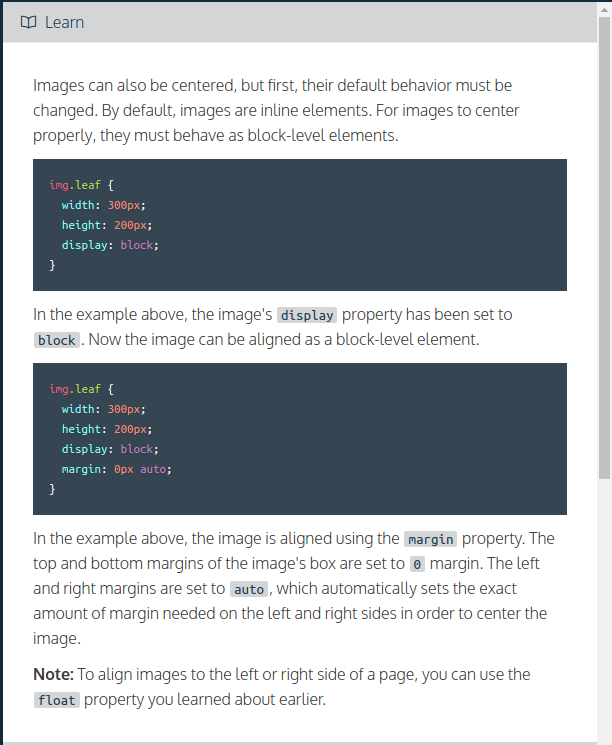 Learn
Images can also be centered, but first, their default behavior must be
changed. By default, images are inline elements. For images to center
properly, they must behave as block-level elements.
img.leaf {
  width: 300px;
  height: 200px;
  display: block;
}
In the example above, the image's display property has been set to
block. Now the image can be aligned as a block-level element.
img.leaf {
  width: 300px;
  height: 200px;
  display: block;
  margin: 0px auto;
}
In the example above, the image is aligned using the margin property. The
top and bottom margins of the image's box are set to 0 margin. The left
and right margins are set to auto, which automatically sets the exact
amount of margin needed on the left and right sides in order to center the
image.
Note: To align images to the left or right side of a page, you can use the
float property you learned about earlier.